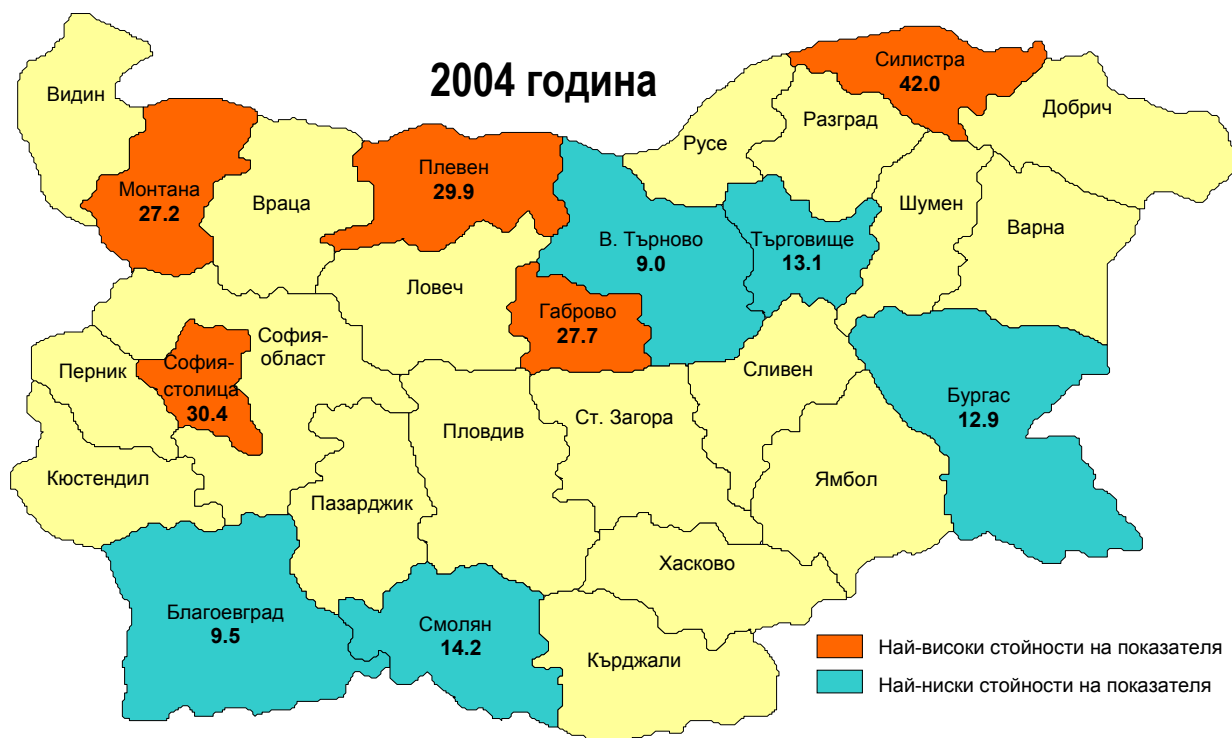 2004 година
Силистра
42.0
Видин
Добрич
Разград
Русе
Плевен
29.9
Монтана
27.2
Враца
Шумен
Варна
В. Търново
9.0
Търговище
13.1
Ловеч
Габрово
27.7
София-
област
София-
столица
30.4
Перник
Сливен
Бургас
12.9
Ст. Загора
Пловдив
Кюстендил
Ямбол
Пазарджик
Хасково
Благоевград
9.5
Смолян
14.2
Кърджали
Най-високи стойности на показателя
Най-ниски стойности на показателя